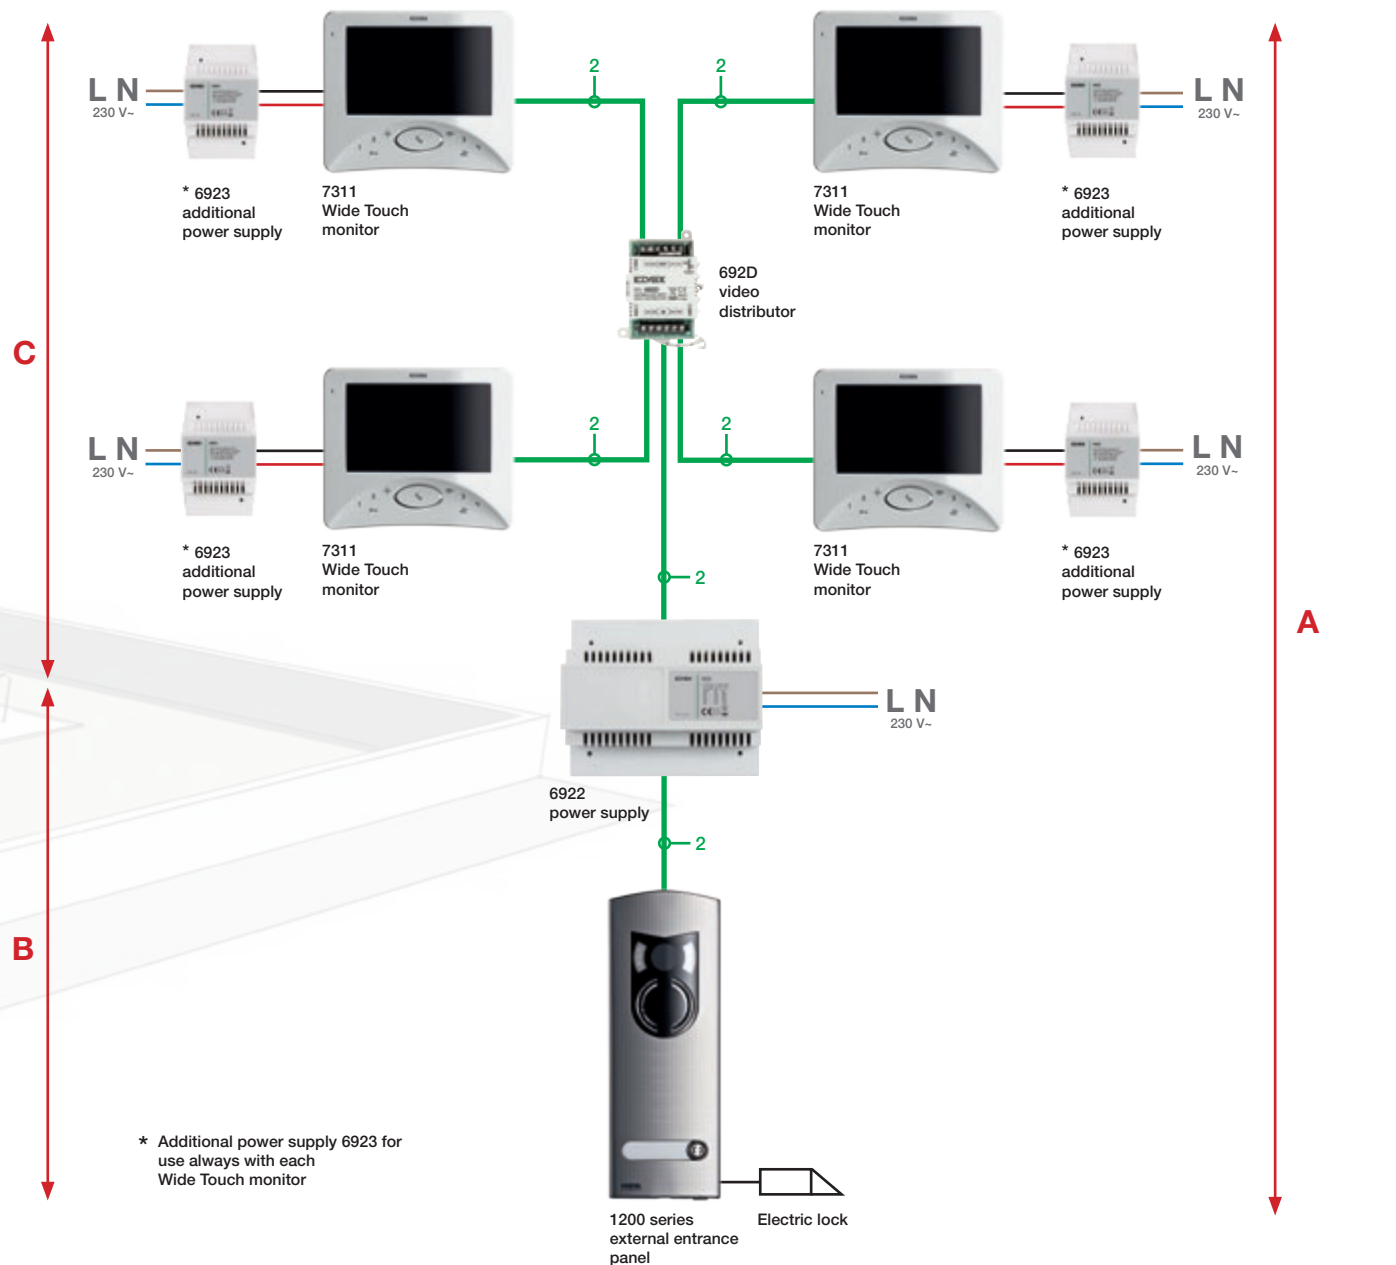 2
2
L N
230 V~
L N
230 V~
* 6923
additional
power supply
7311
Wide Touch
monitor
7311
Wide Touch
monitor
* 6923
additional
power supply
692D
video
distributor
C
2
2
L N
230 V~
L N
230 V~
* 6923
additional
power supply
7311
Wide Touch
monitor
7311
Wide Touch
monitor
* 6923
additional
power supply
2
A
L N
230 V~
6922
power supply
2
B
* Additional power supply 6923 for
use always with each
Wide Touch monitor
1200 series
external entrance
panel
Electric lock